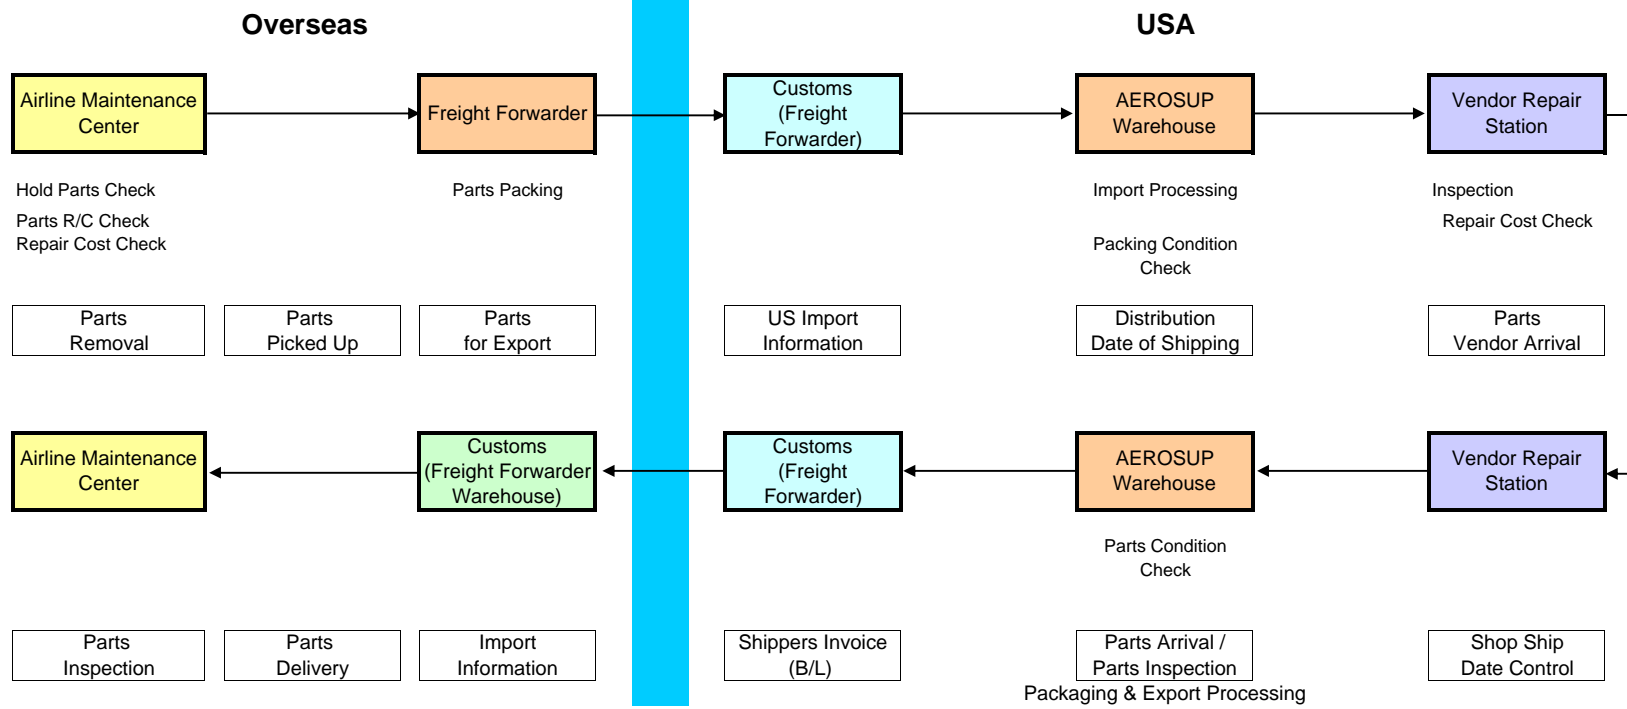 Overseas
USA
Airline Maintenance
Center
Freight Forwarder
Customs
(Freight
Forwarder)
AEROSUP
Warehouse
Vendor Repair
Station
Hold Parts Check
Parts R/C Check
Repair Cost Check
Parts Packing
Import Processing
Packing Condition
Check
Inspection
Repair Cost Check
Parts
Removal
Parts
Picked Up
Parts
for Export
US Import
Information
Distribution
Date of Shipping
Parts
Vendor Arrival
Airline Maintenance
Center
Customs
(Freight Forwarder
Warehouse)
Customs
(Freight
Forwarder)
AEROSUP
Warehouse
Vendor Repair
Station
Parts Condition
Check
Parts
Inspection
Parts
Delivery
Import
Information
Shippers Invoice
(B/L)
Parts Arrival /
Parts Inspection
Packaging & Export Processing
Shop Ship
Date Control